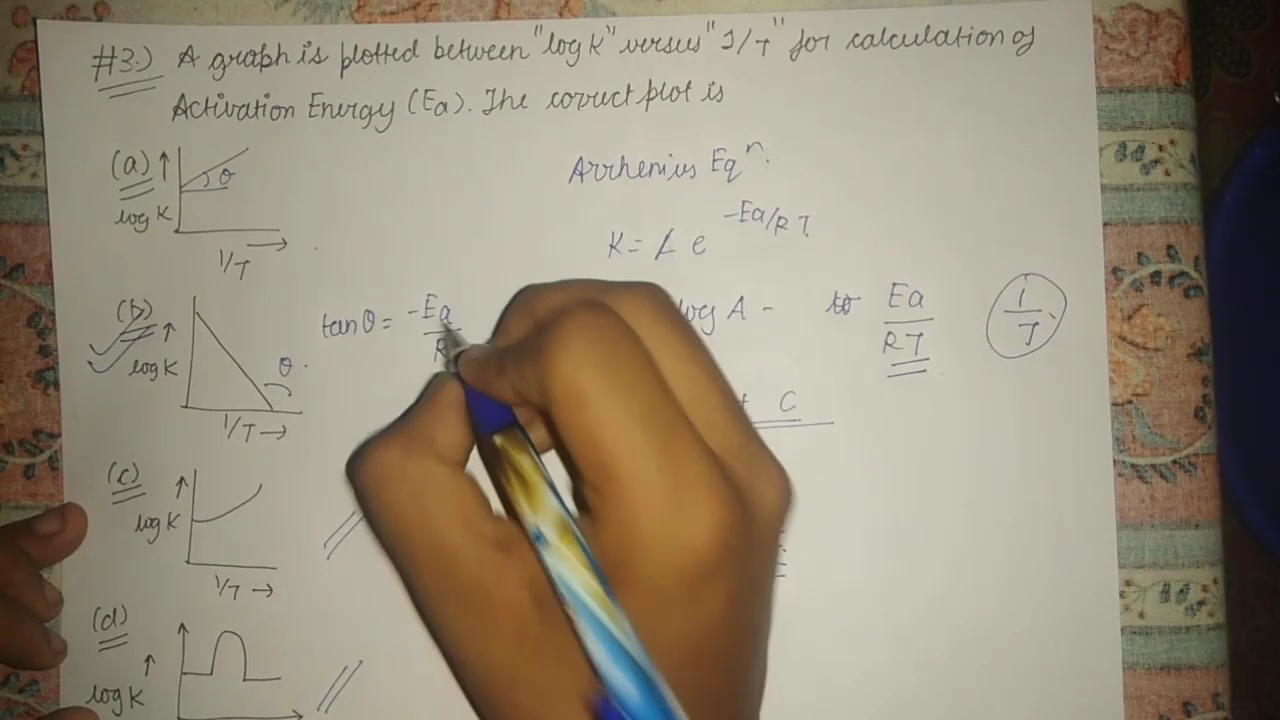 #3.) A graph is plotted between "log K" versus "1/T" for calculation of
Activation Energy (Ea). The correct plot is
(a)
θ
log K
1/T
(b)
log K
θ
1/T
tanθ = -Ea
R
(c)
log K
1/T
(d)
log K
Arrhenius Eqn.
K = A e -Ea/RT
log A - Ea
RT
1
T
C